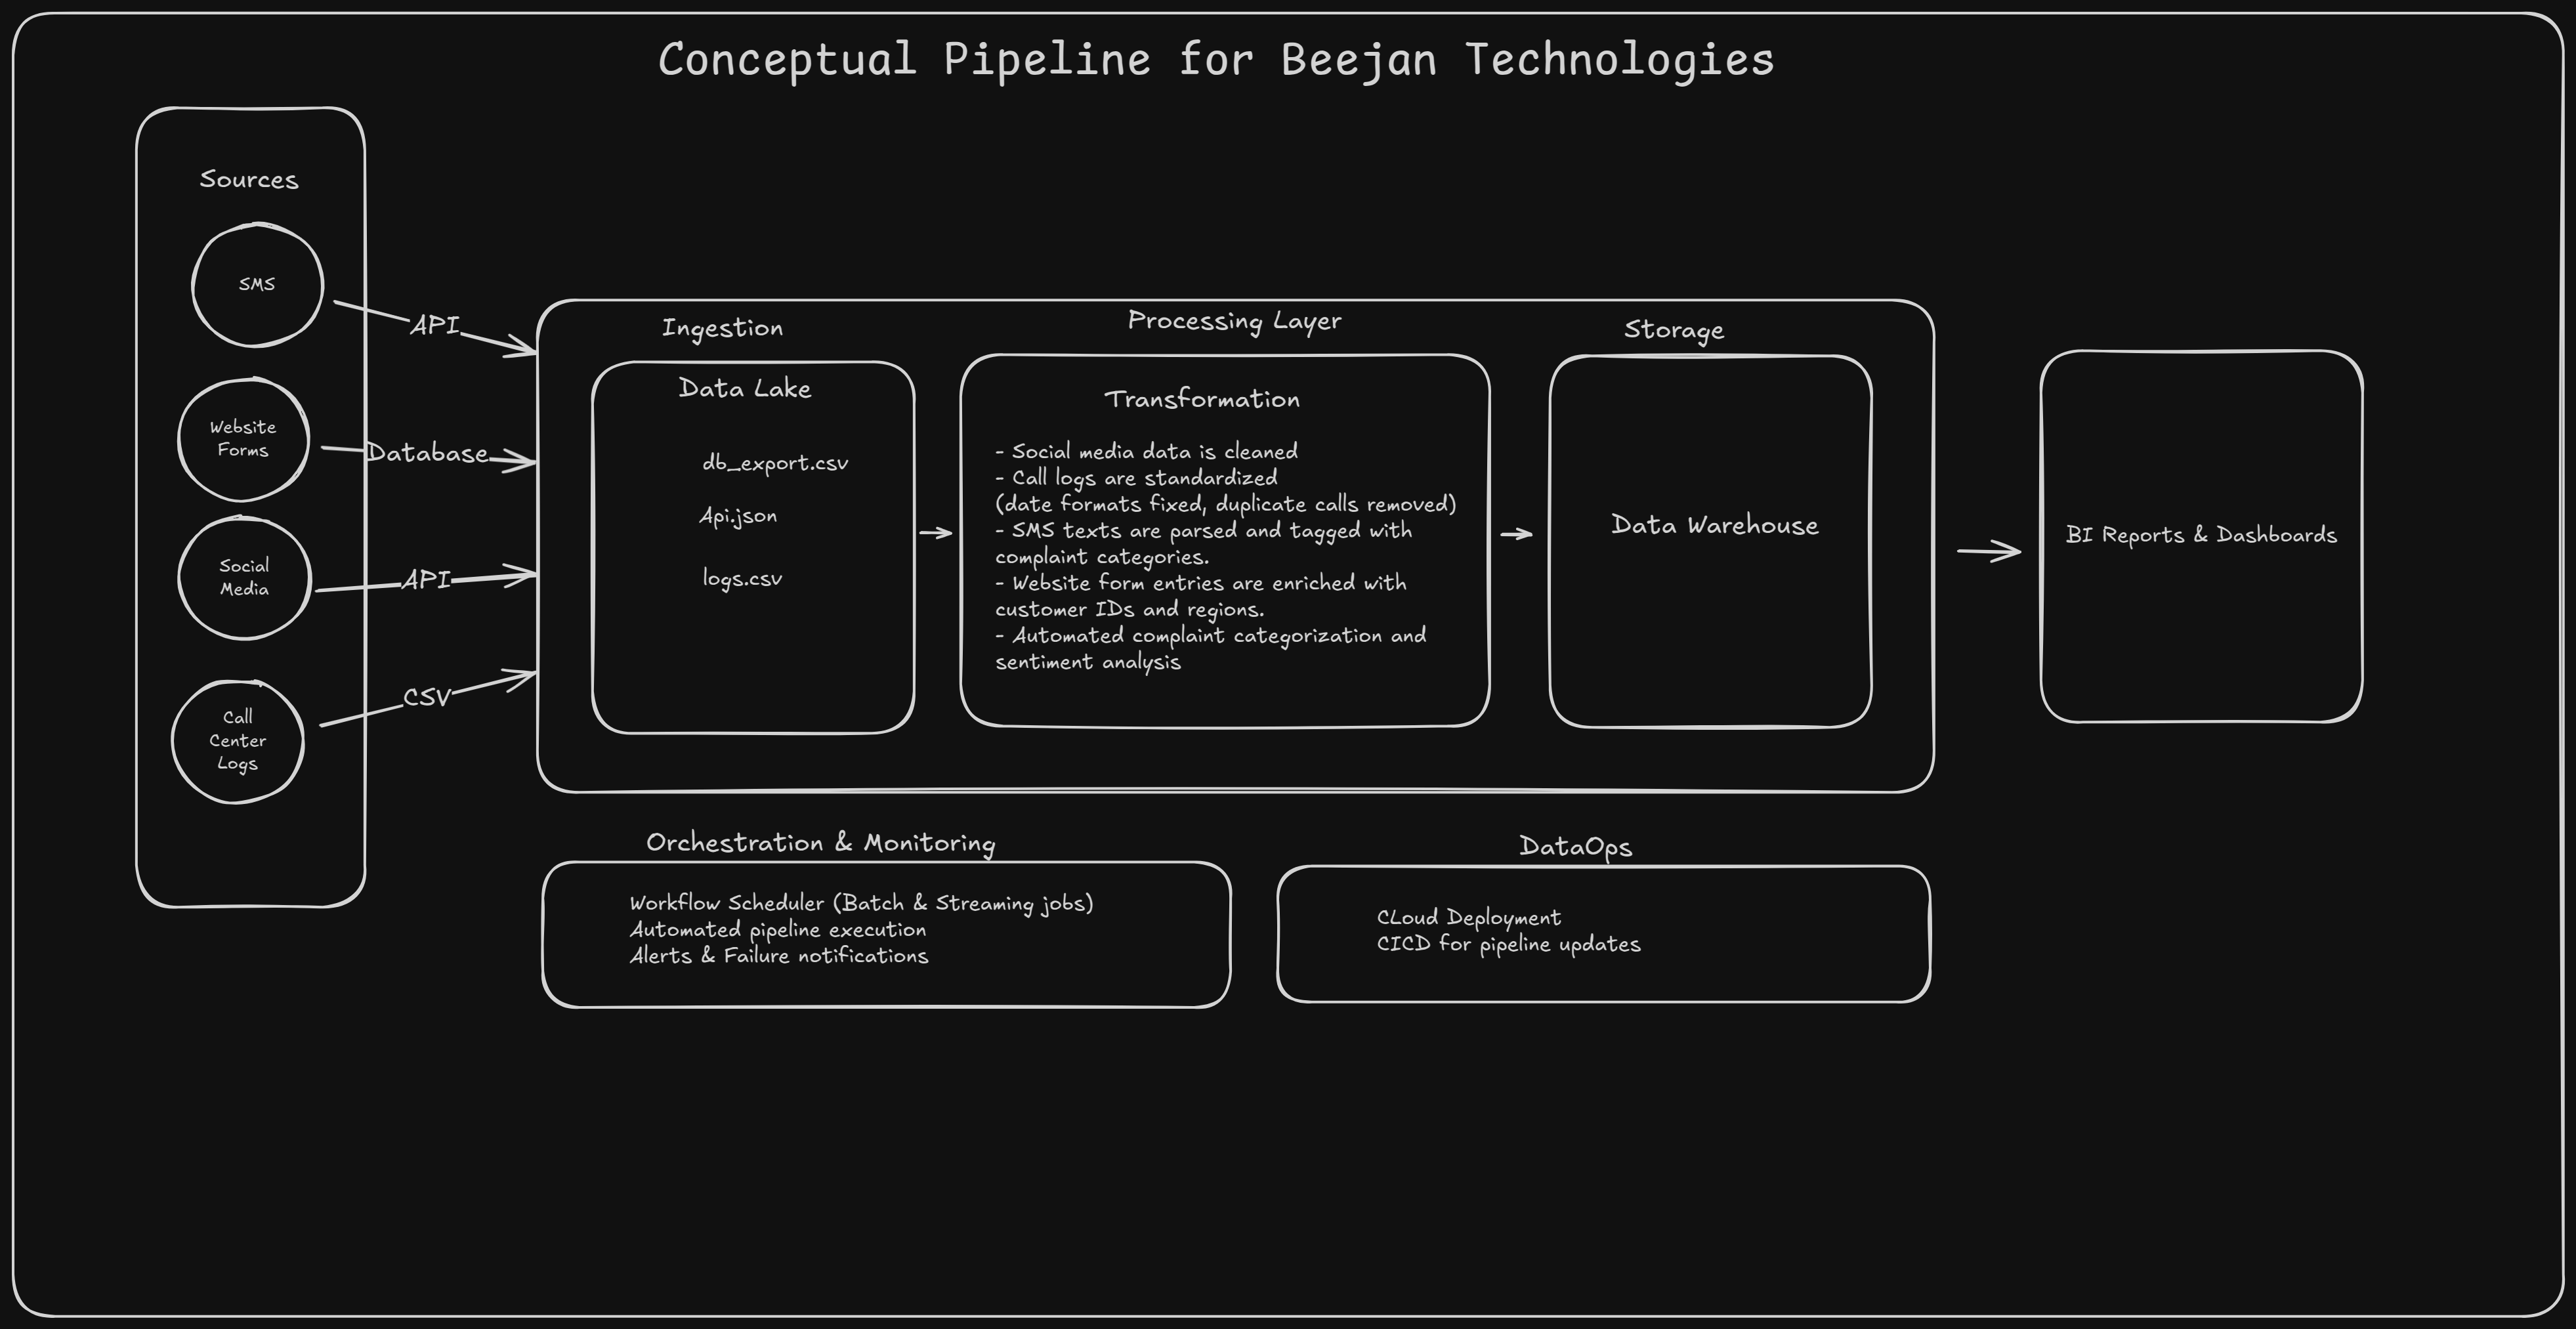 Conceptual Pipeline for Beejan Technologies
Sources
SMS
Website
Forms
Social
Media
Call
Center
Logs
API
Database
API
CSV
Ingestion
Data Lake
db_export.csv
Api.json
logs.csv
Processing Layer
Transformation
- Social media data is cleaned
- Call logs are standardized
(date formats fixed, duplicate calls removed)
- SMS texts are parsed and tagged with
complaint categories.
- Website form entries are enriched with
customer IDs and regions.
- Automated complaint categorization and
sentiment analysis
Storage
Data Warehouse
BI Reports & Dashboards
Orchestration & Monitoring
Workflow Scheduler (Batch & Streaming jobs)
Automated pipeline execution
Alerts & Failure notifications
DataOps
CLoud Deployment
CICD for pipeline updates